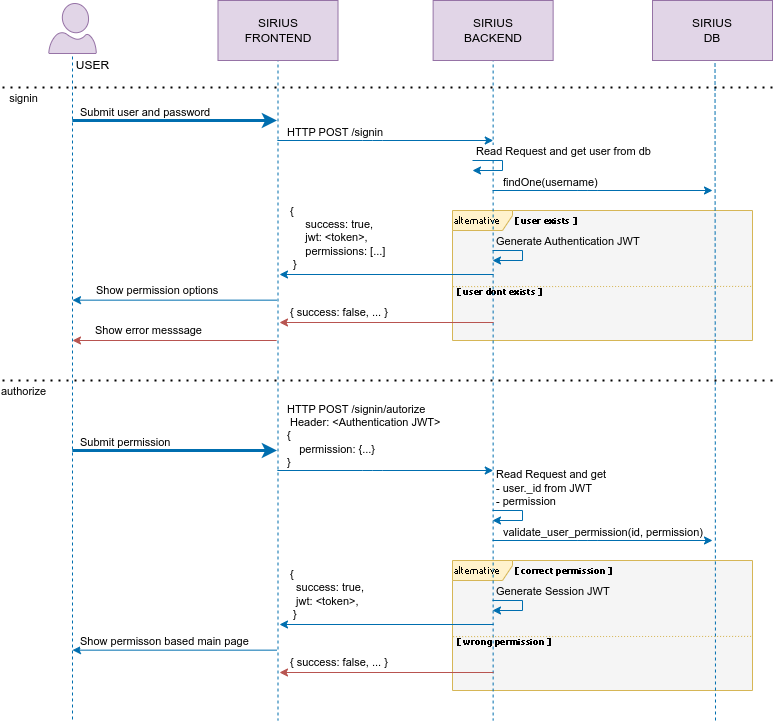 SIRIUS
FRONTEND
SIRIUS
BACKEND
SIRIUS
DB
USER
signin
Submit user and password
HTTP POST /signin
Read Request and get user from db
findOne(username)
{
success: true,
jwt: <token>,
permissions: [...]
}
alternative
[ user exists ]
Generate Authentication JWT
Show permission options
[ user dont exists ]
{ success: false, ... }
Show error messsage
authorize
HTTP POST /signin/autorize
Header: <Authentication JWT>
{
permission: {...}
}
Submit permission
Read Request and get
- user._id from JWT
- permission
validate_user_permission(id, permission)
{
success: true,
jwt: <token>,
}
alternative
[ correct permission ]
Generate Session JWT
Show permisson based main page
[ wrong permission ]
{ success: false, ... }